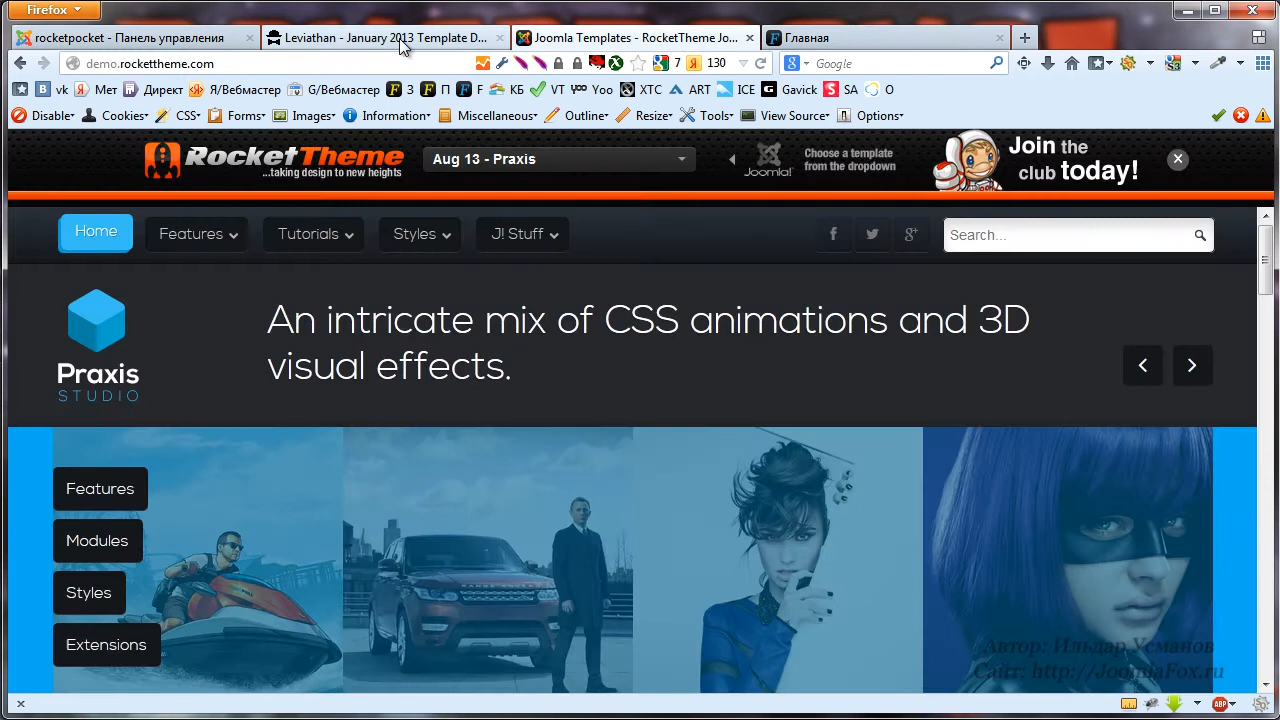 Firefox
rocketpocket - Панель управления
Leviathan - January 2013 Template D...
Joomla Templates - RocketTheme Jo...
Главная
demo.rockettheme.com
7
130
Google
vk
Мет
Директ
Я/Вебмастер
G/Вебмастер
З
П
F
КБ
VT
Yoo
XTC
ART
ICE
Gavick
SA
O
Disable
Cookies
CSS
Forms
Images
Information
Miscellaneous
Outline
Resize
Tools
View Source
Options
RocketTheme
...taking design to new heights
Aug 13 - Praxis
Joomla!
Choose a template
from the dropdown
Join the
club today!
Home
Features
Tutorials
Styles
J! Stuff
Search...
An intricate mix of CSS animations and 3D
visual effects.
Praxis
STUDIO
Features
Modules
Styles
Extensions
RANGE ROVER
Автор: Ильдар Усманов
Сайт: http://JoomlaFox.ru
ABP